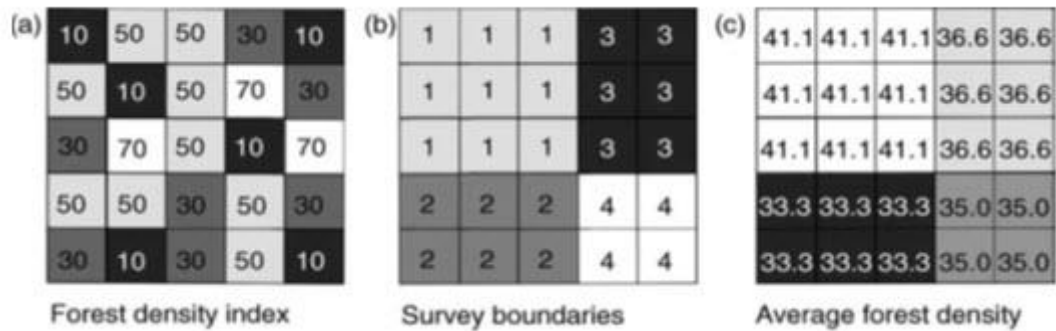 (a) 10 50 50 30 10 (b) 1 1 1 3 3 (c) 41.1 41.1 41.1 36.6 36.6
50 10 50 70 30 1 1 1 3 3 41.1 41.1 41.1 36.6 36.6
30 70 50 10 70 1 1 1 3 3 41.1 41.1 41.1 36.6 36.6
50 50 30 50 30 2 2 2 4 4 33.3 33.3 33.3 35.0 35.0
30 10 30 50 10 2 2 2 4 4 33.3 33.3 33.3 35.0 35.0
Forest density index Survey boundaries Average forest density